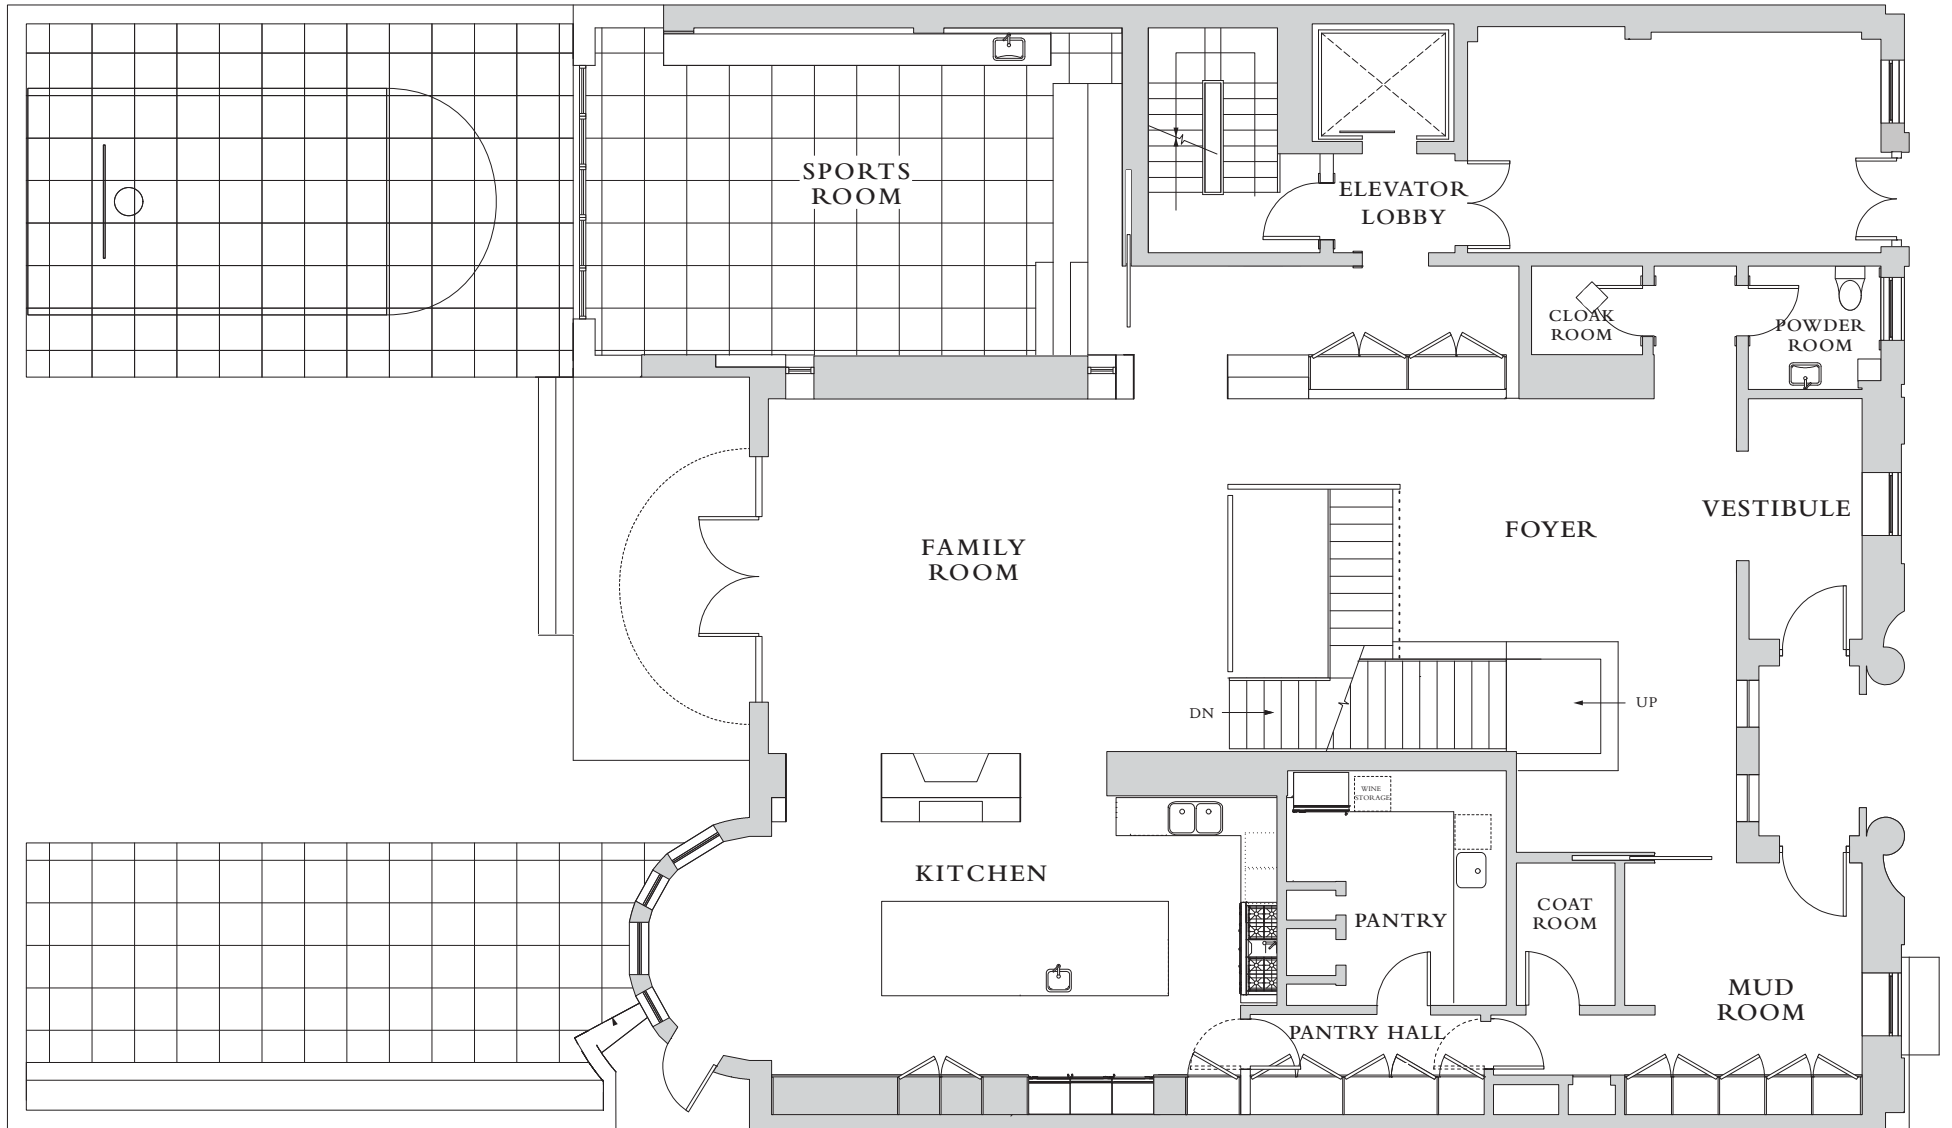 SPORTS
ROOM
ELEVATOR
LOBBY
CLOAK
ROOM
POWDER
ROOM
VESTIBULE
FOYER
FAMILY
ROOM
DN
UP
WINE
STORAGE
KITCHEN
PANTRY
COAT
ROOM
MUD
ROOM
PANTRY HALL